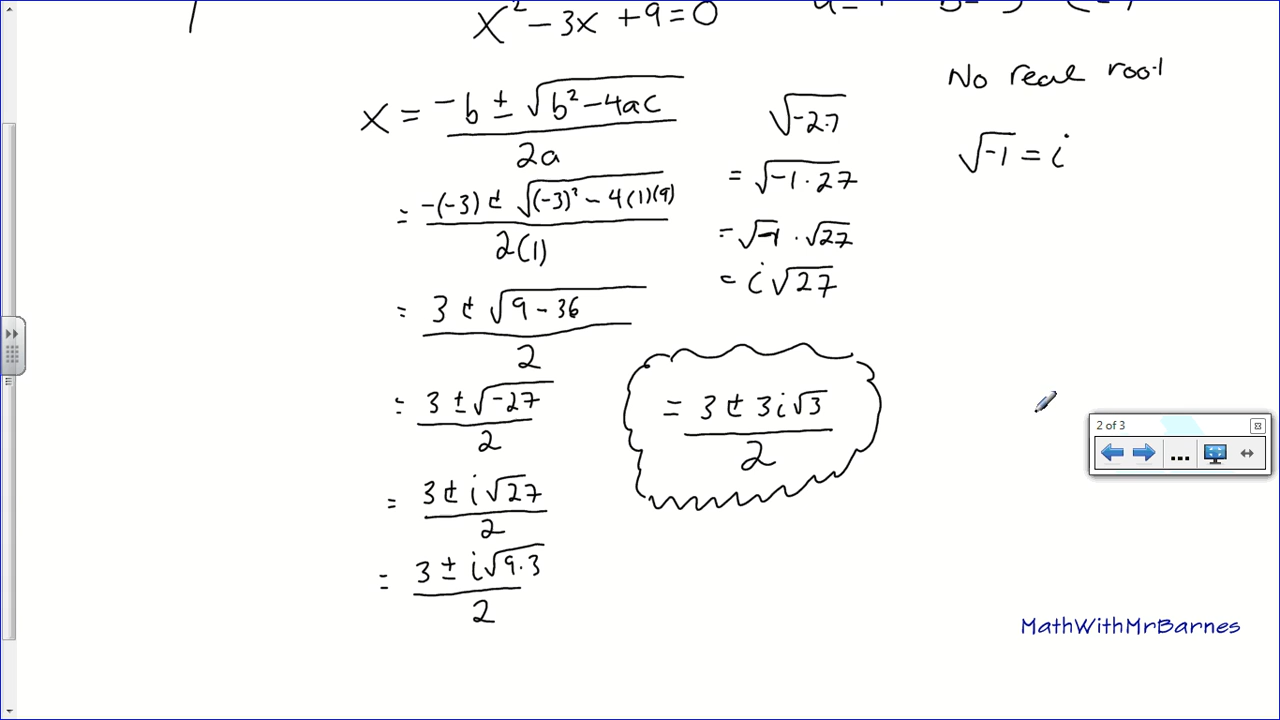 x² - 3x + 9 = 0
x = (-b ± √(b² - 4ac)) / 2a
= (-(-3) ± √((-3)² - 4(1)(9))) / 2(1)
= (3 ± √(9 - 36)) / 2
= (3 ± √-27) / 2
= (3 ± i√27) / 2
= (3 ± i√(9·3)) / 2
√-27
= √(-1·27)
= √-1 · √27
= i√27
= (3 ± 3i√3) / 2
No real root
√-1 = i
2 of 3
...
MathWithMrBarnes